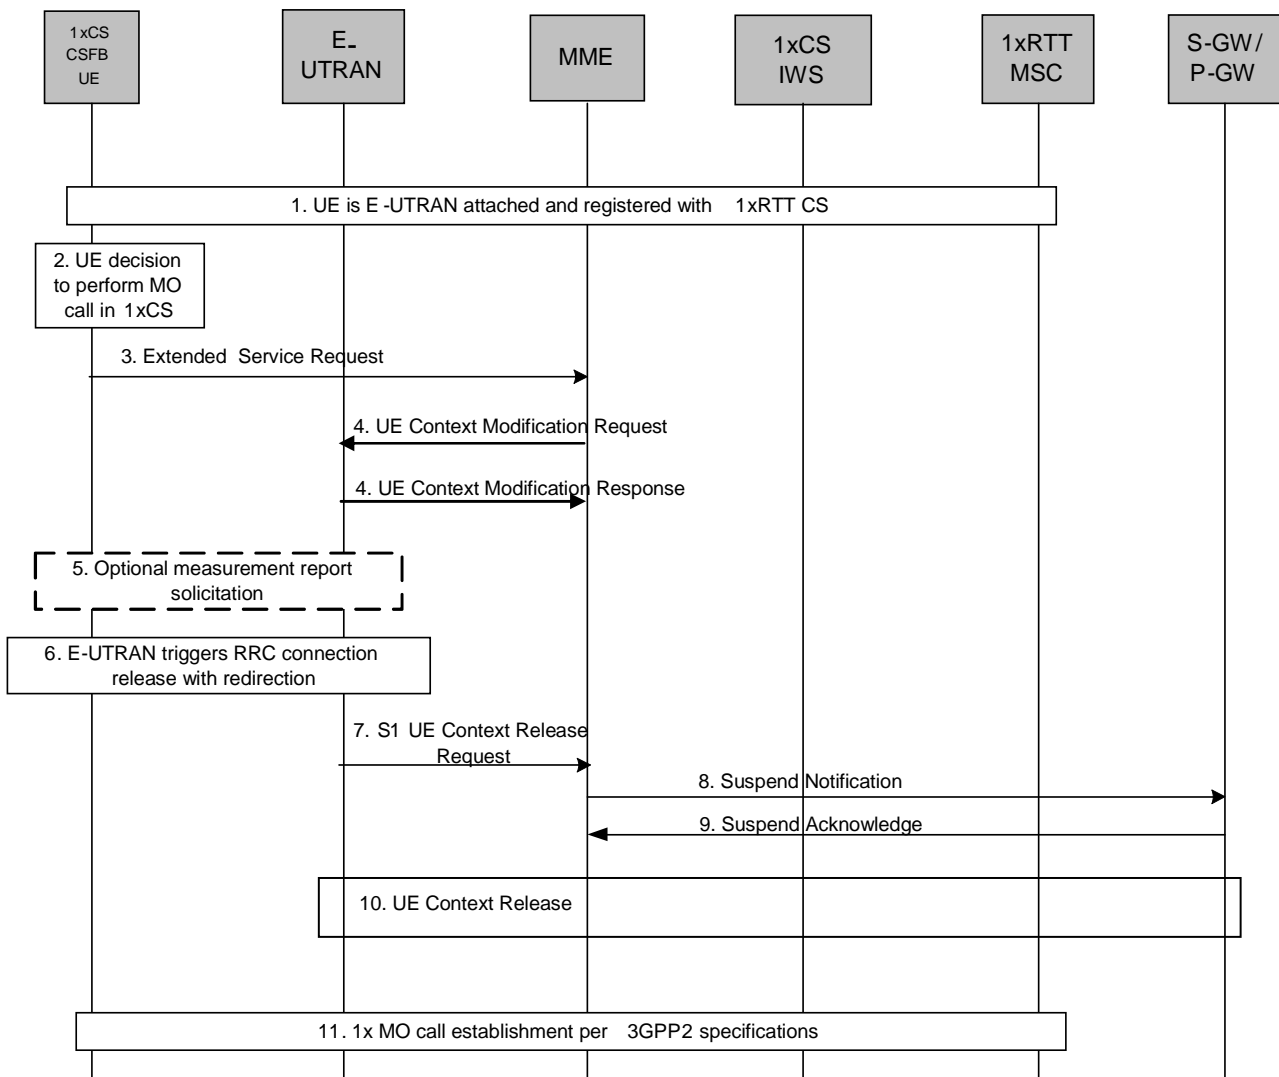 1xCS
CSFB
UE
E-
UTRAN
MME
1xCS
IWS
1xRTT
MSC
S-GW/
P-GW
1. UE is E-UTRAN attached and registered with 1xRTT CS
2. UE decision
to perform MO
call in 1xCS
3. Extended Service Request
4. UE Context Modification Request
4. UE Context Modification Response
5. Optional measurement report
solicitation
6. E-UTRAN triggers RRC connection
release with redirection
7. S1 UE Context Release
Request
8. Suspend Notification
9. Suspend Acknowledge
10. UE Context Release
11. 1x MO call establishment per 3GPP2 specifications